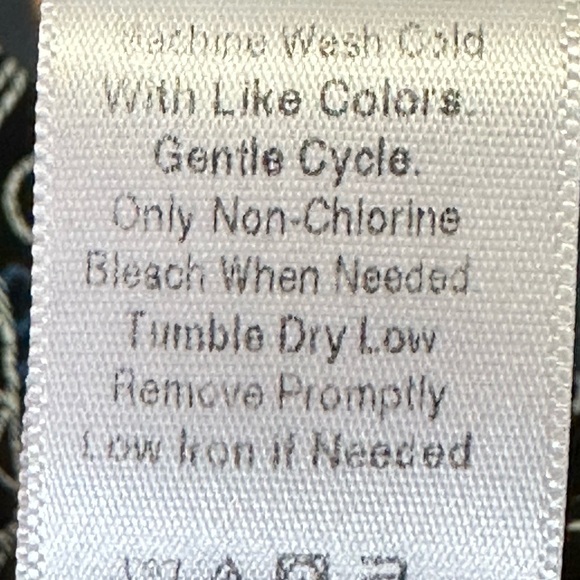 Machine Wash Cold
With Like Colors.
Gentle Cycle.
Only Non-Chlorine
Bleach When Needed.
Tumble Dry Low
Remove Promptly
Low Iron if Needed